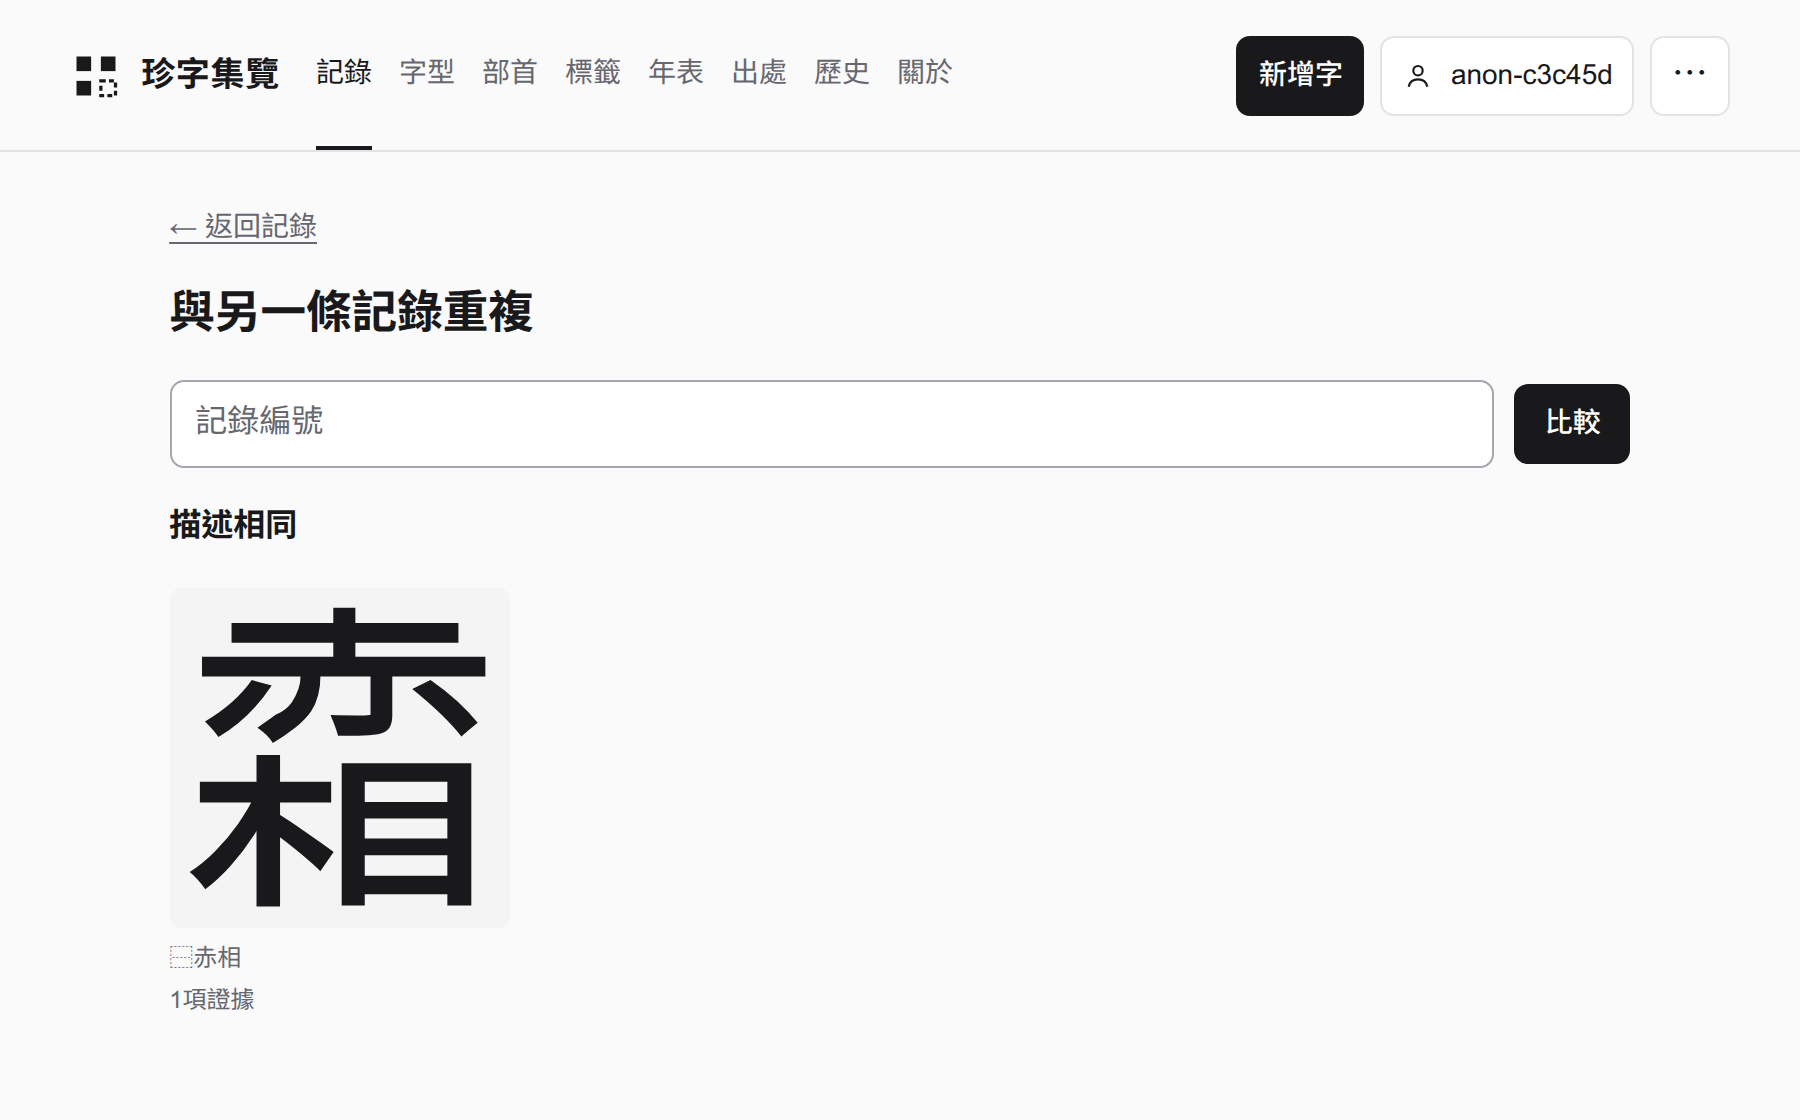 珍字集覽 記錄 字型 部首 標籤 年表 出處 歷史 關於 新增字 anon-c3c45d ···
← 返回記錄
與另一條記錄重複
記錄編號 比較
描述相同
⿱赤相
⿱赤相
1項證據